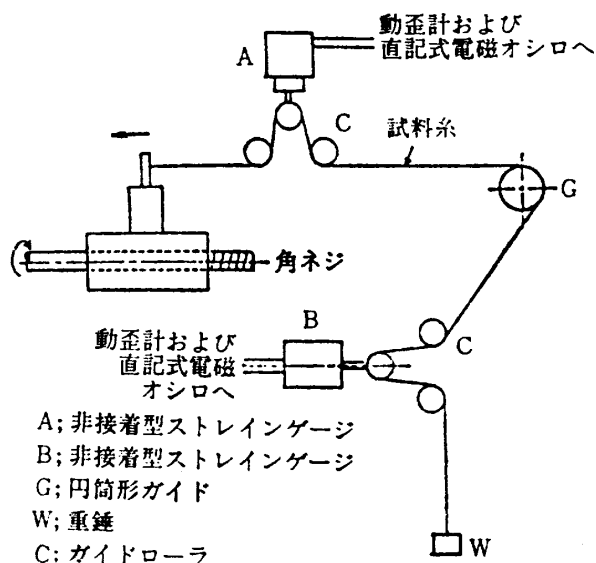 動歪計および
直記式電磁オシロへ
A
C
試料糸
G
角ネジ
B
動歪計および
直記式電磁
オシロへ
C
A; 非接着型ストレインゲージ
B; 非接着型ストレインゲージ
G; 円筒形ガイド
W; 重錘
C; ガイドローラ
W